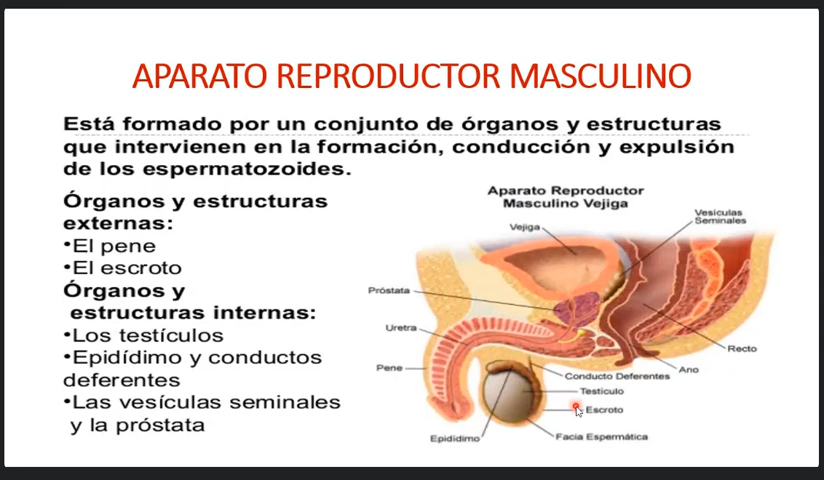 APARATO REPRODUCTOR MASCULINO
Está formado por un conjunto de órganos y estructuras
que intervienen en la formación, conducción y expulsión
de los espermatozoides.
Órganos y estructuras
externas:
•El pene
•El escroto
Órganos y
estructuras internas:
•Los testículos
•Epidídimo y conductos
deferentes
•Las vesículas seminales
y la próstata
Aparato Reproductor
Masculino Vejiga
Vesículas
Seminales
Vejiga
Próstata
Uretra
Pene
Recto
Ano
Conducto Deferentes
Testículo
Escroto
Epidídimo
Facia Espermática